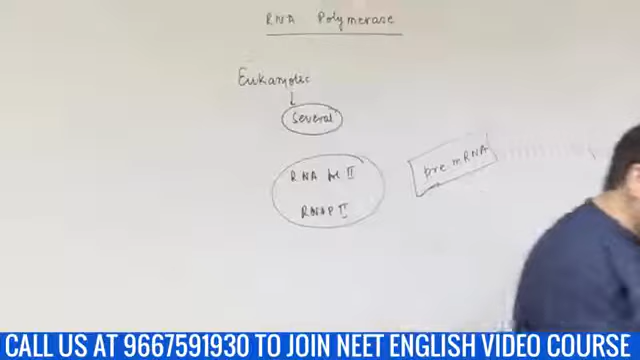 RNA Polymerase
Eukaryotic
Several
RNA pol II
RNAP II
pre mRNA
CALL US AT 9667591930 TO JOIN NEET ENGLISH VIDEO COURSE